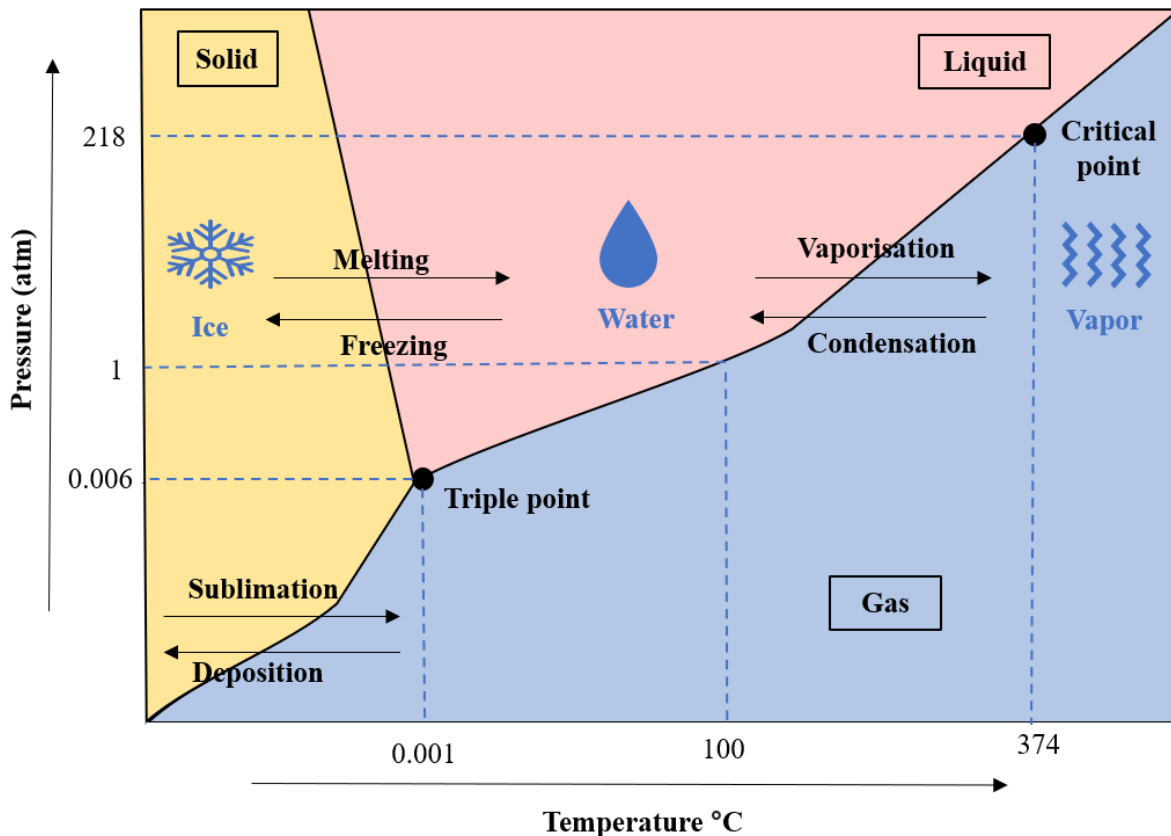 Solid
Liquid
218
Critical
point
Melting
Vaporisation
Ice
Water
Vapor
Freezing
Condensation
Pressure (atm)
1
0.006
Triple point
Sublimation
Gas
Deposition
0.001
100
374
Temperature °C